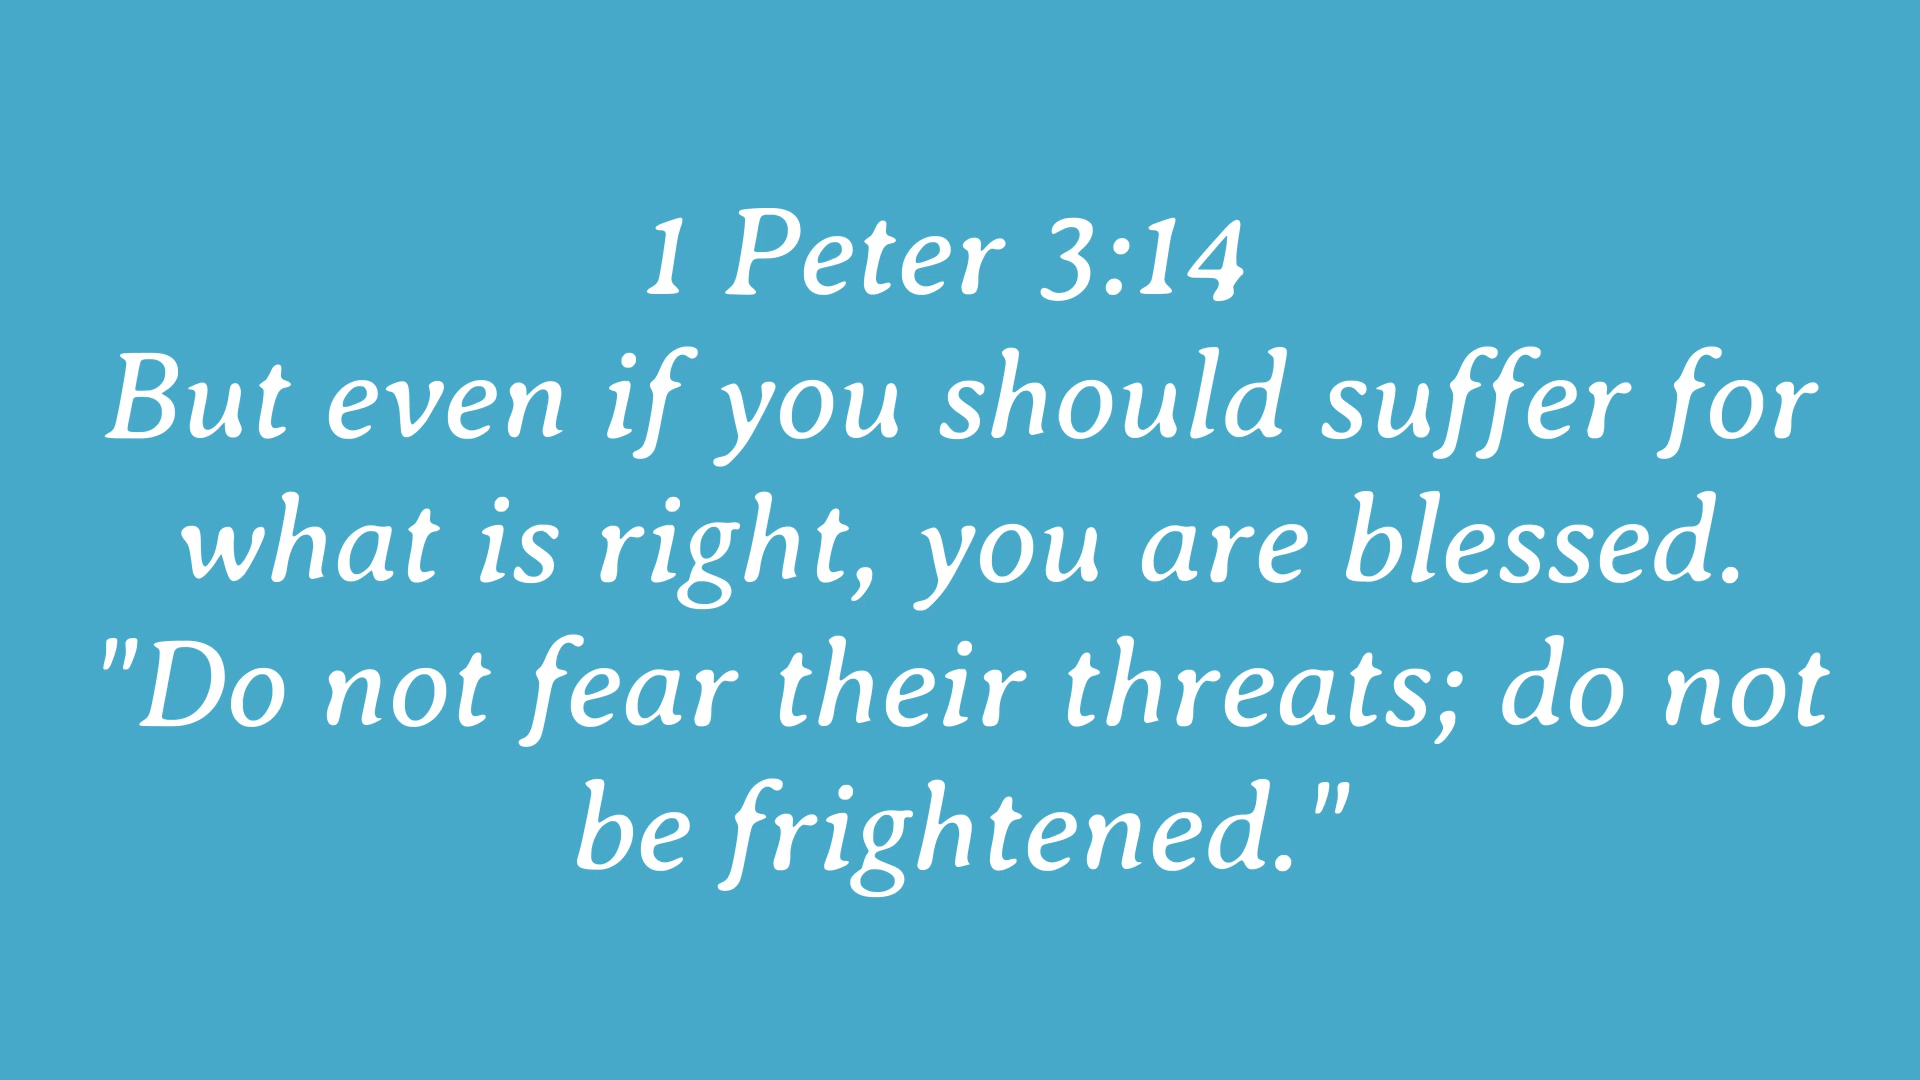 1 Peter 3:14
But even if you should suffer for
what is right, you are blessed.
"Do not fear their threats; do not
be frightened."